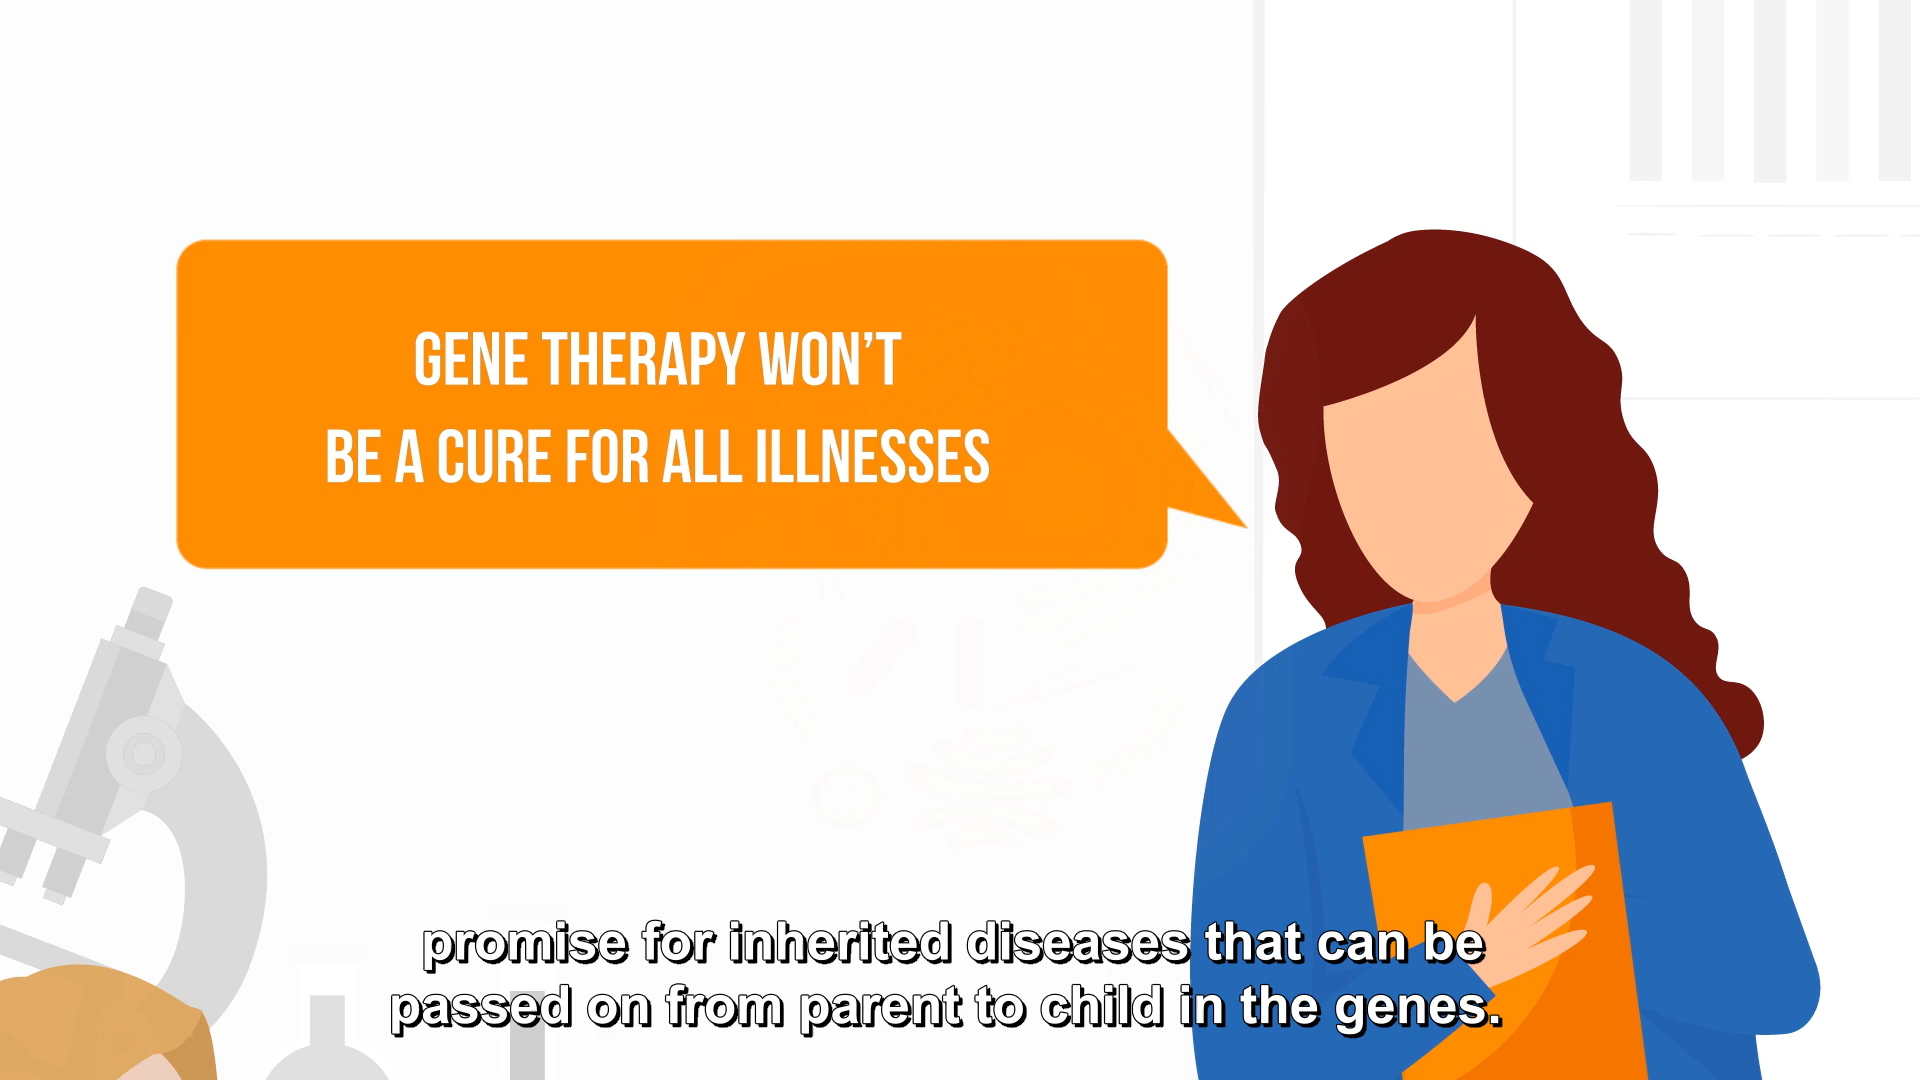 GENE THERAPY WON’T
BE A CURE FOR ALL ILLNESSES
promise for inherited diseases that can be
passed on from parent to child in the genes.